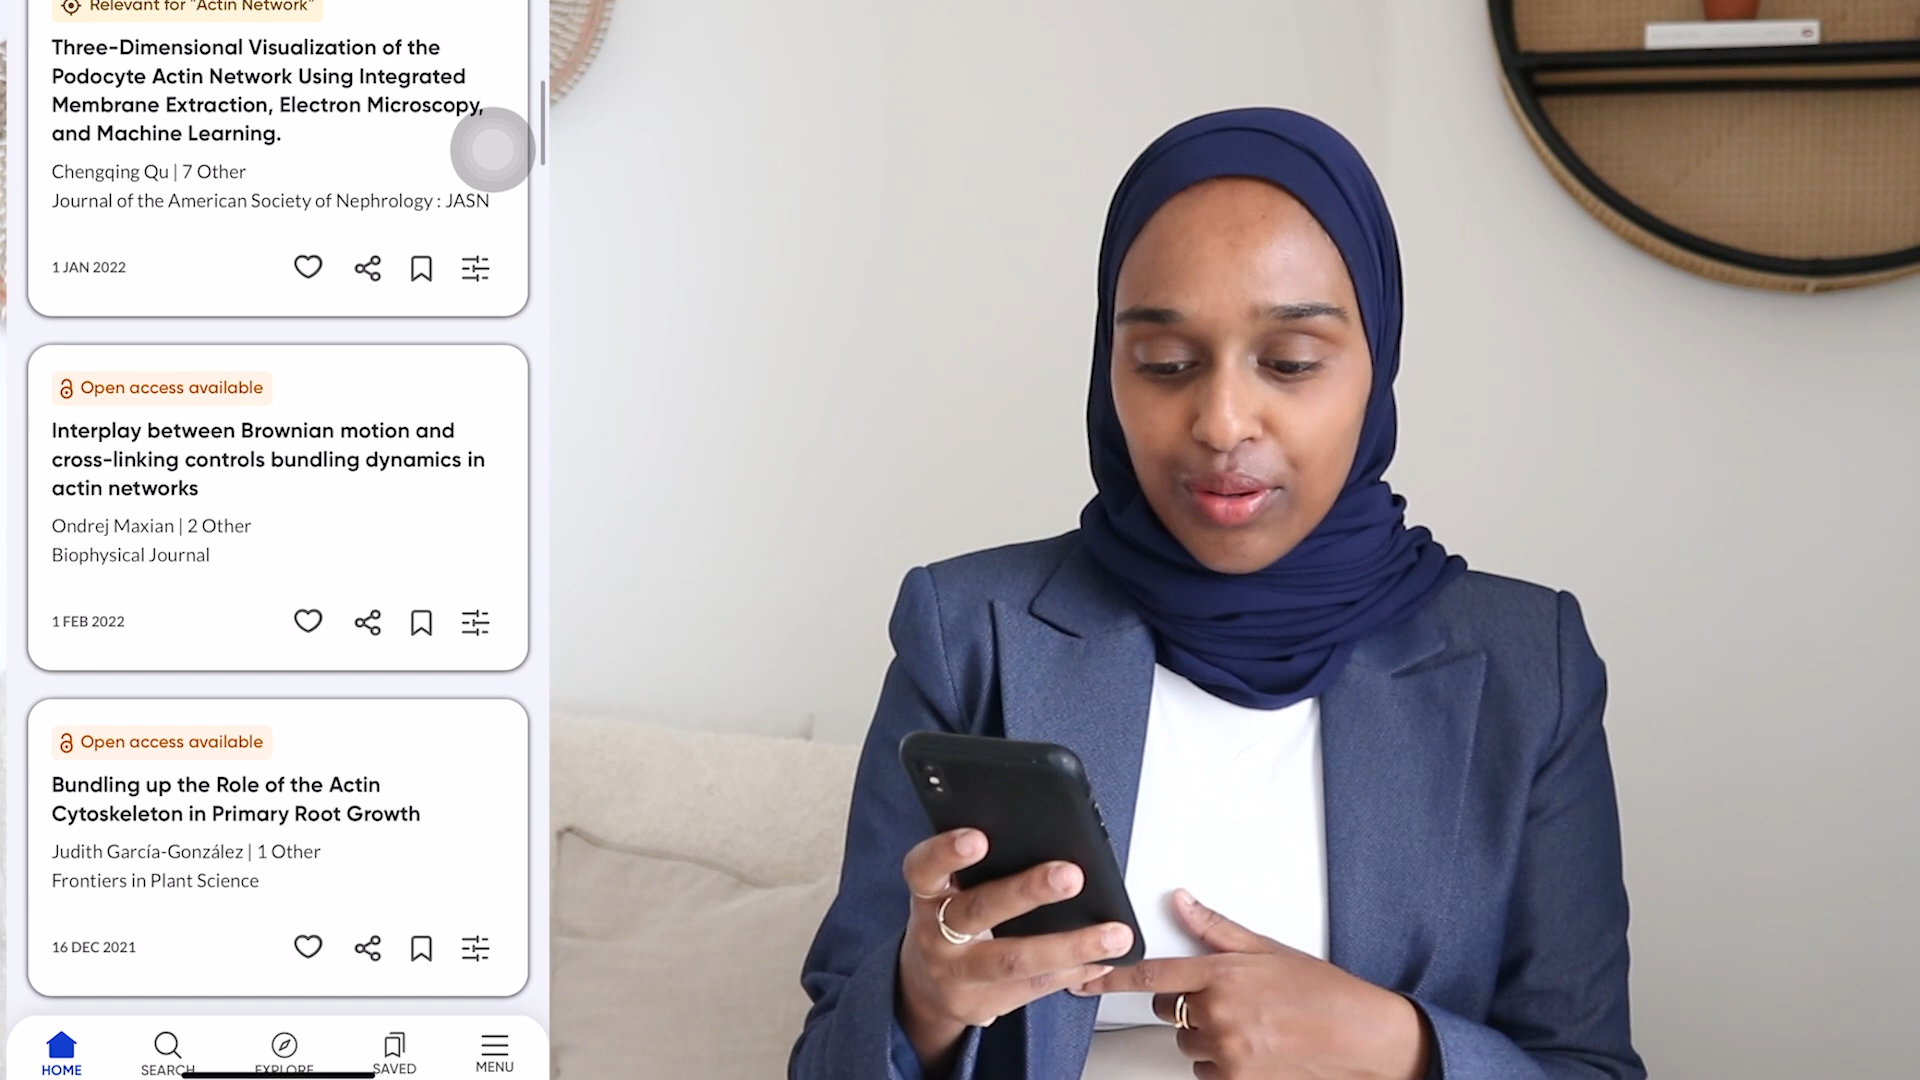 Relevant for "Actin Network"
Three-Dimensional Visualization of the
Podocyte Actin Network Using Integrated
Membrane Extraction, Electron Microscopy,
and Machine Learning.
Chengqing Qu | 7 Other
Journal of the American Society of Nephrology : JASN
1 JAN 2022
Open access available
Interplay between Brownian motion and
cross-linking controls bundling dynamics in
actin networks
Ondrej Maxian | 2 Other
Biophysical Journal
1 FEB 2022
Open access available
Bundling up the Role of the Actin
Cytoskeleton in Primary Root Growth
Judith García-González | 1 Other
Frontiers in Plant Science
16 DEC 2021
HOME
SEARCH
EXPLORE
SAVED
MENU